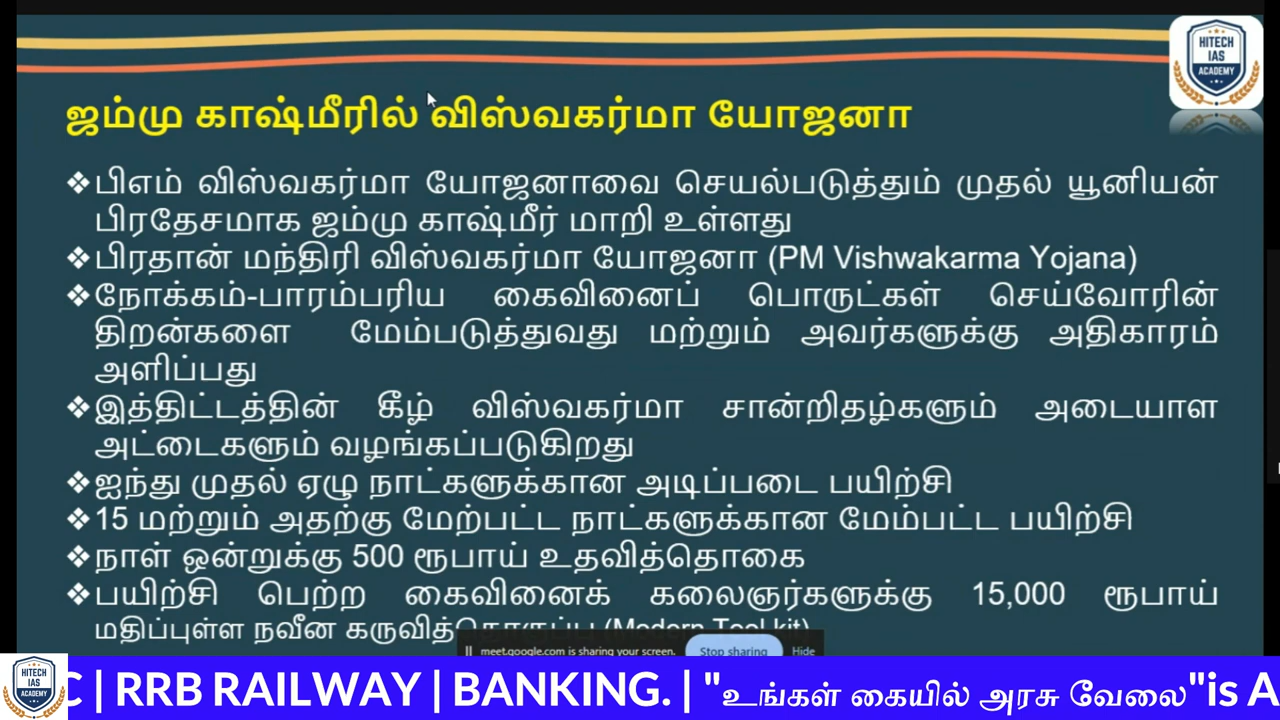 HITECH
IAS
ACADEMY
ஜம்மு காஷ்மீரில் விஸ்வகர்மா யோஜனா
❖பிஎம் விஸ்வகர்மா யோஜனாவை செயல்படுத்தும் முதல் யூனியன்
பிரதேசமாக ஜம்மு காஷ்மீர் மாறி உள்ளது
❖பிரதான் மந்திரி விஸ்வகர்மா யோஜனா (PM Vishwakarma Yojana)
❖நோக்கம்-பாரம்பரிய கைவினைப் பொருட்கள் செய்வோரின்
திறன்களை மேம்படுத்துவது மற்றும் அவர்களுக்கு அதிகாரம்
அளிப்பது
❖இத்திட்டத்தின் கீழ் விஸ்வகர்மா சான்றிதழ்களும் அடையாள
அட்டைகளும் வழங்கப்படுகிறது
❖ஐந்து முதல் ஏழு நாட்களுக்கான அடிப்படை பயிற்சி
❖15 மற்றும் அதற்கு மேற்பட்ட நாட்களுக்கான மேம்பட்ட பயிற்சி
❖நாள் ஒன்றுக்கு 500 ரூபாய் உதவித்தொகை
❖பயிற்சி பெற்ற கைவினைக் கலைஞர்களுக்கு 15,000 ரூபாய்
மதிப்புள்ள நவீன கருவித்தொகுப்பு (Modern Tool kit)
meet.google.com is sharing your screen. Stop sharing Hide
HITECH
IAS
ACADEMY
C | RRB RAILWAY | BANKING. | "உங்கள் கையில் அரசு வேலை"is A